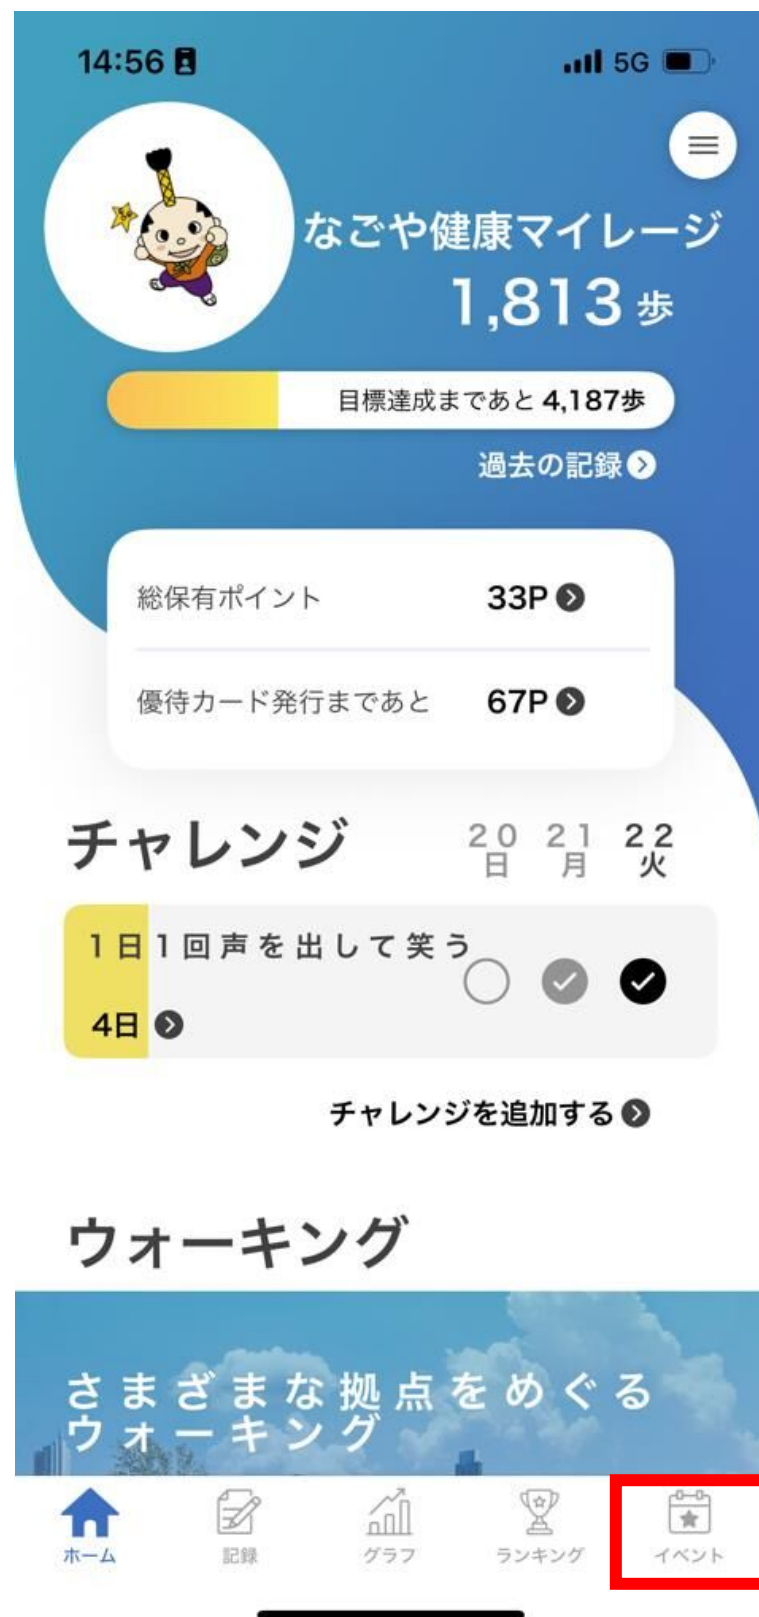 14:56
5G
なごや健康マイレージ
1,813 歩
目標達成まであと 4,187歩
過去の記録
総保有ポイント 33P
優待カード発行まであと 67P
チャレンジ
20 21 22
日 月 火
1日1回声を出して笑う
4日
チャレンジを追加する
ウォーキング
さまざまな拠点をめぐる
ウォーキング
ホーム 記録 グラフ ランキング イベント